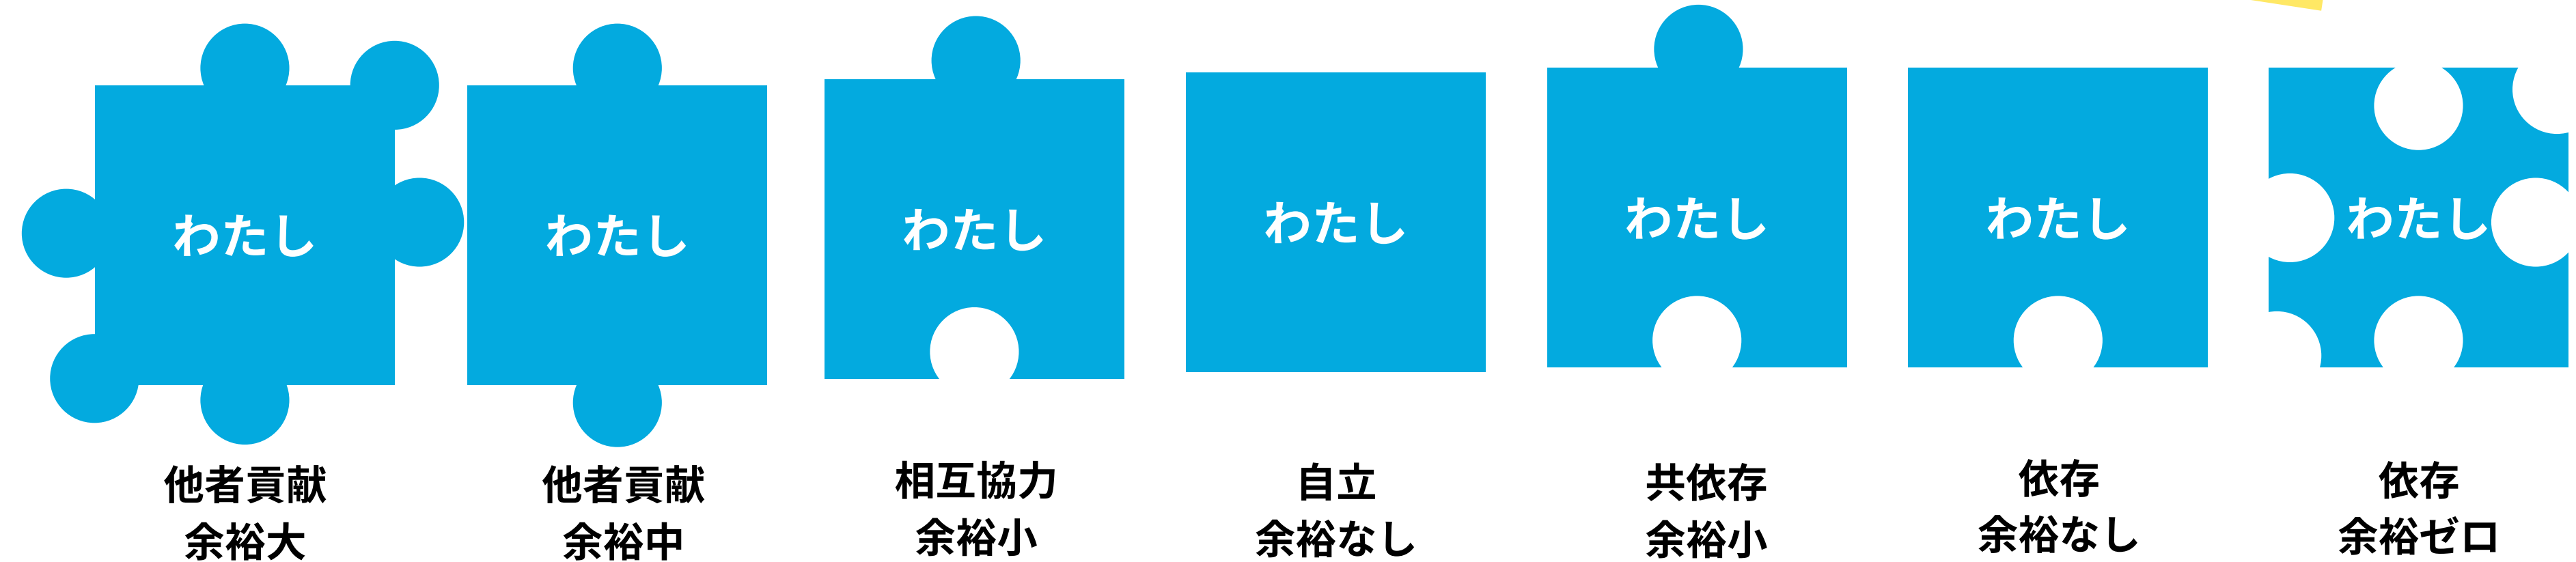 わたし
わたし
わたし
わたし
わたし
わたし
わたし
他者貢献
余裕大
他者貢献
余裕中
相互協力
余裕小
自立
余裕なし
共依存
余裕小
依存
余裕なし
依存
余裕ゼロ